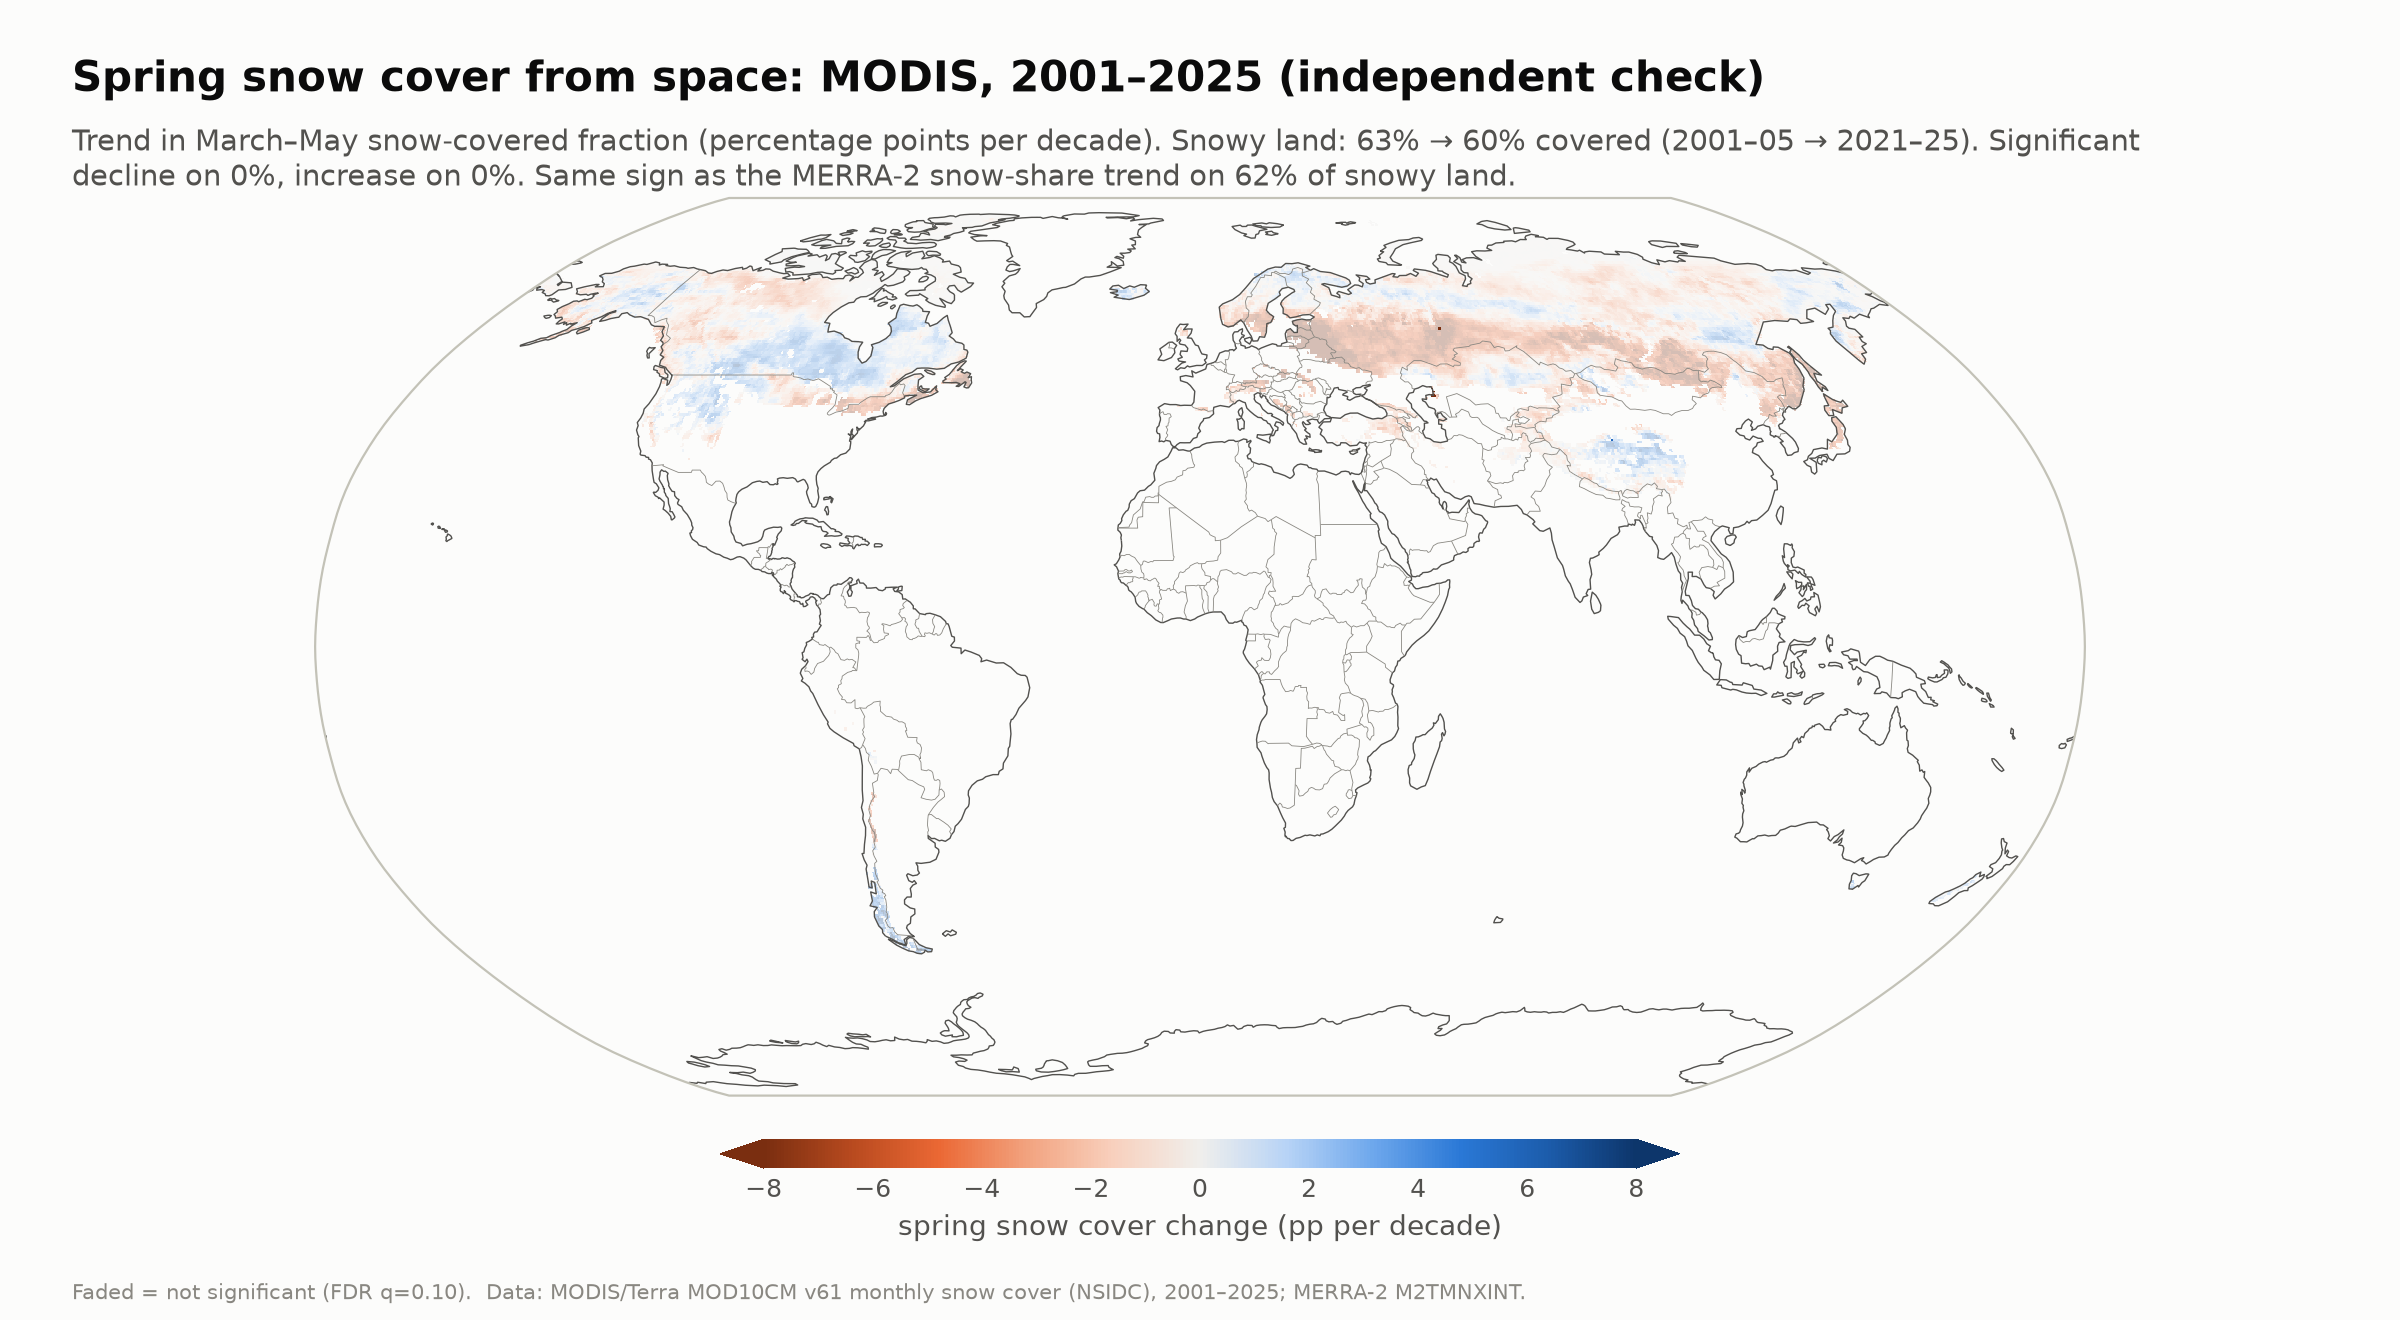 Spring snow cover from space: MODIS, 2001–2025 (independent check)
Trend in March–May snow-covered fraction (percentage points per decade). Snowy land: 63% → 60% covered (2001–05 → 2021–25). Significant
decline on 0%, increase on 0%. Same sign as the MERRA-2 snow-share trend on 62% of snowy land.
−8 −6 −4 −2 0 2 4 6 8
spring snow cover change (pp per decade)
Faded = not significant (FDR q=0.10).  Data: MODIS/Terra MOD10CM v61 monthly snow cover (NSIDC), 2001–2025; MERRA-2 M2TMNXINT.